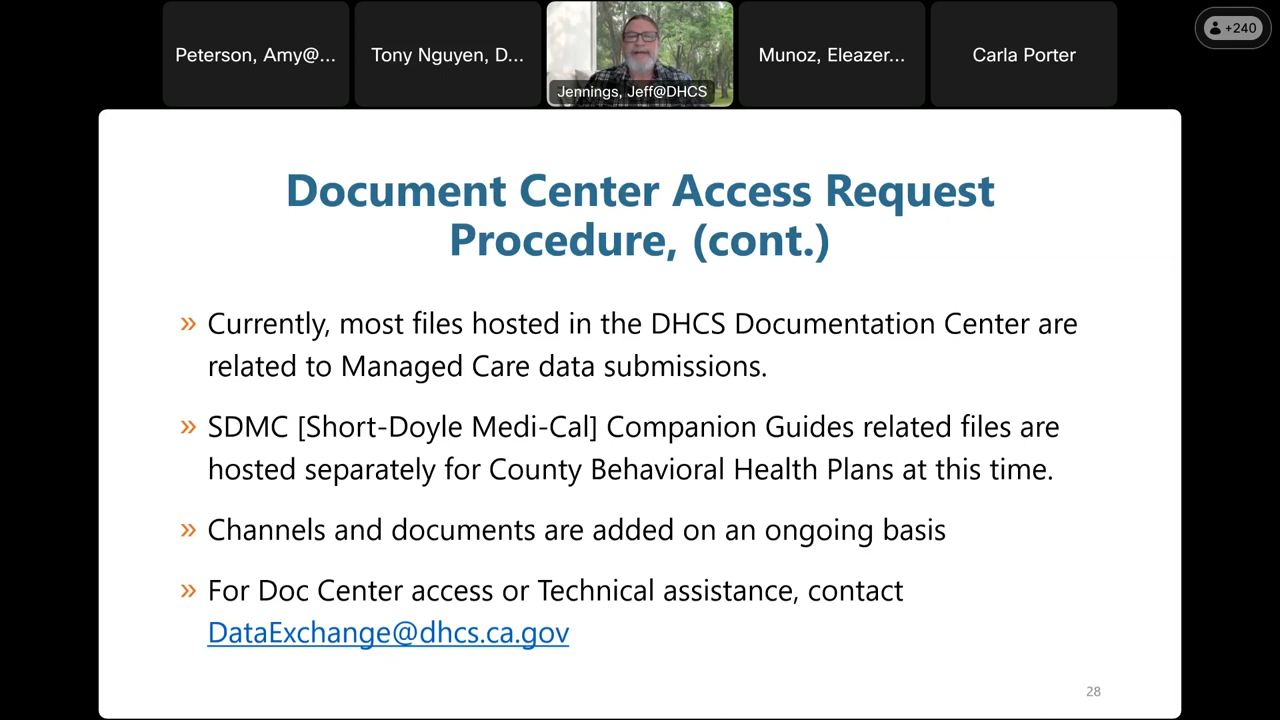 Peterson, Amy@...
Tony Nguyen, D...
Jennings, Jeff@DHCS
Munoz, Eleazer...
Carla Porter
+240
Document Center Access Request
Procedure, (cont.)
» Currently, most files hosted in the DHCS Documentation Center are
related to Managed Care data submissions.
» SDMC [Short-Doyle Medi-Cal] Companion Guides related files are
hosted separately for County Behavioral Health Plans at this time.
» Channels and documents are added on an ongoing basis
» For Doc Center access or Technical assistance, contact
DataExchange@dhcs.ca.gov
28